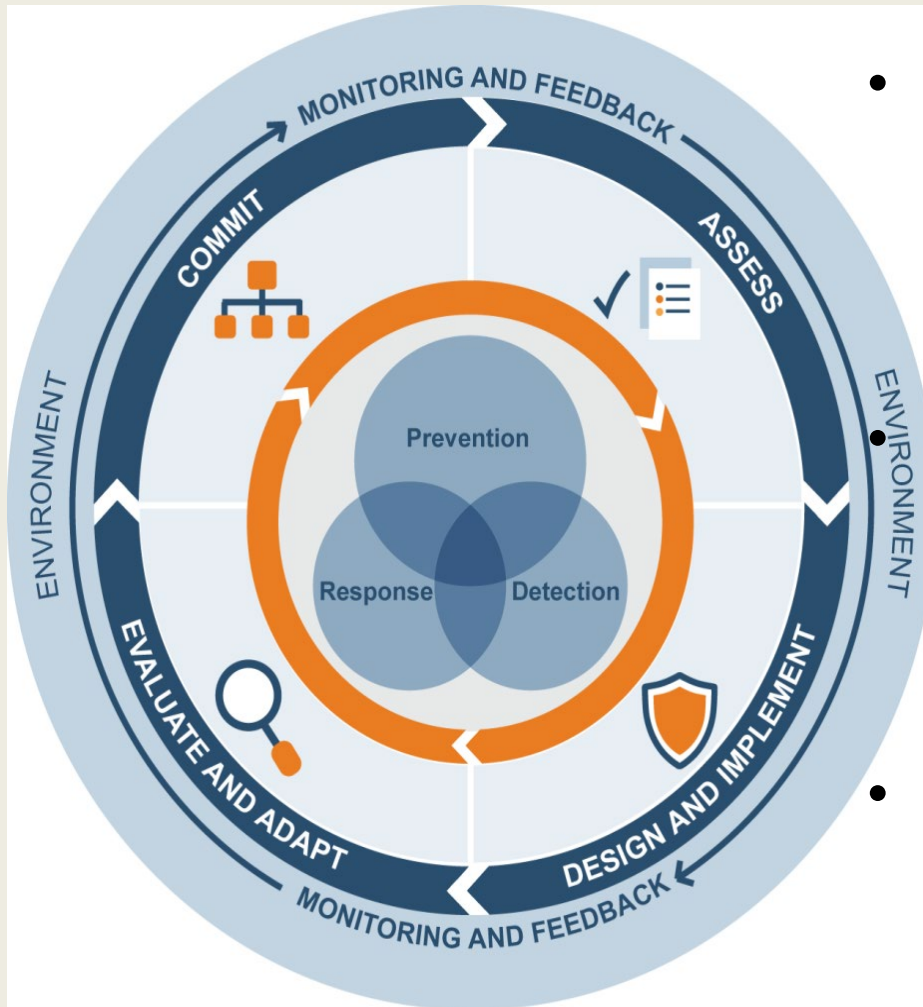 MONITORING AND FEEDBACK
COMMIT
ASSESS
ENVIRONMENT
ENVIRONMENT
Prevention
Response
Detection
EVALUATE AND ADAPT
DESIGN AND IMPLEMENT
MONITORING AND FEEDBACK